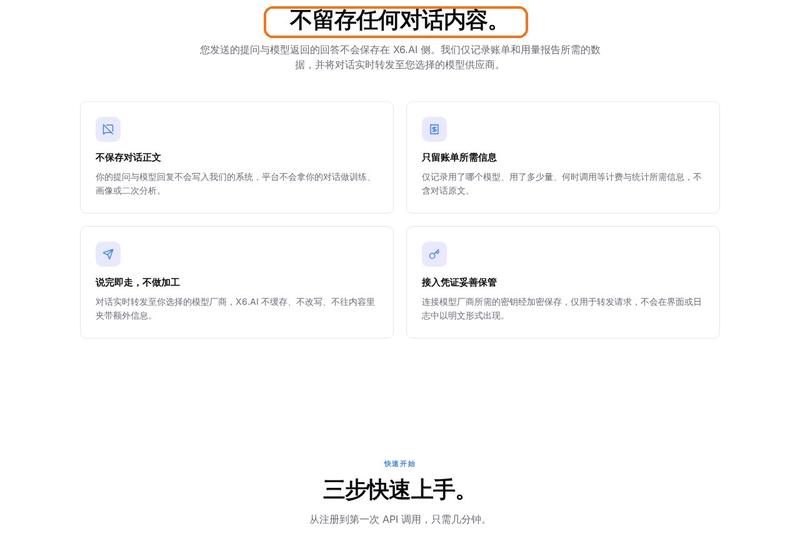 不留存任何对话内容。
您发送的提问与模型返回的回答不会保存在 X6.AI 侧。我们仅记录账单和用量报告所需的数
据，并将对话实时转发至您选择的模型供应商。
不保存对话正文
你的提问与模型回复不会写入我们的系统，平台不会拿你的对话做训练、
画像或二次分析。
只留账单所需信息
仅记录用了哪个模型、用了多少量、何时调用等计费与统计所需信息，不
含对话原文。
说完即走，不做加工
对话实时转发至你选择的模型厂商，X6.AI 不缓存、不改写、不往内容里
夹带额外信息。
接入凭证妥善保管
连接模型厂商所需的密钥经加密保存，仅用于转发请求，不会在界面或日
志中以明文形式出现。
快速开始
三步快速上手。
从注册到第一次 API 调用，只需几分钟。